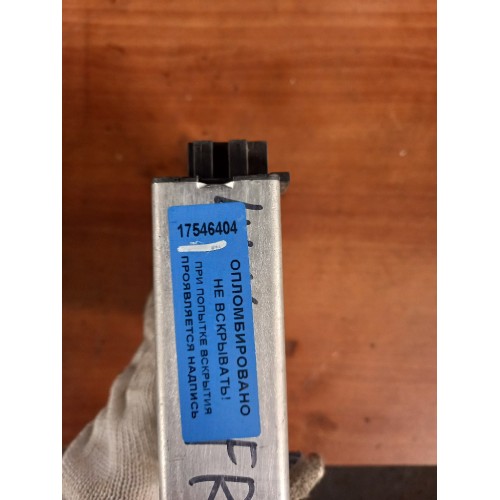 17546404
ОПЛОМБИРОВАНО
НЕ ВСКРЫВАТЬ!
ПРИ ПОПЫТКЕ ВСКРЫТИЯ
ПРОЯВЛЯЕТСЯ НАДПИСЬ